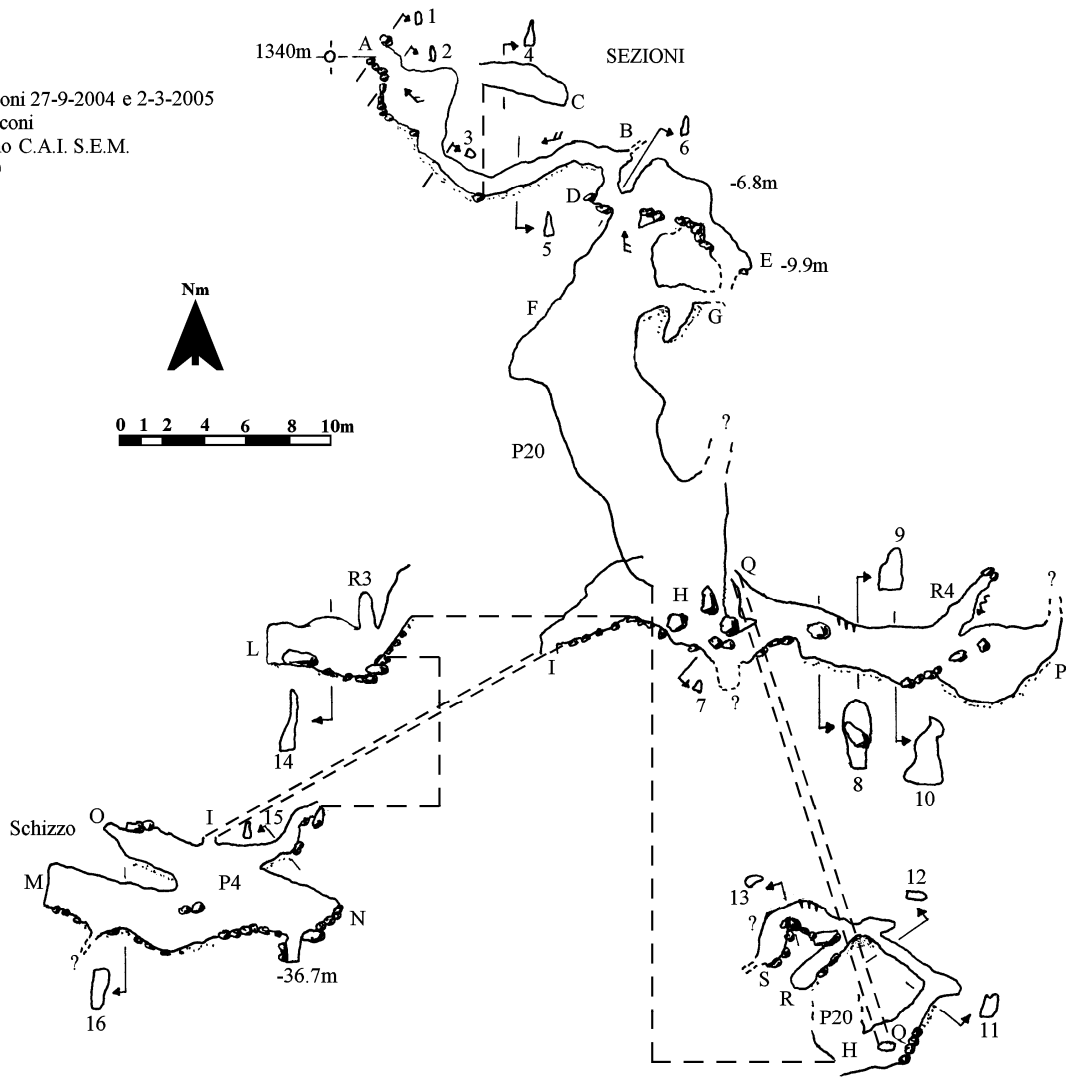 1
A
1340m
2
4
SEZIONI
C
oni 27-9-2004 e 2-3-2005
coni
o C.A.I. S.E.M.
3
B
6
-6.8m
D
5
E -9.9m
Nm
F
G
0 1 2 4 6 8 10m
?
P20
9
Q
R3
H
R4
?
L
I
P
7
?
14
8
10
O
I
15
Schizzo
M
P4
13
12
N
?
?
S
-36.7m
R
16
P20
Q
11
H